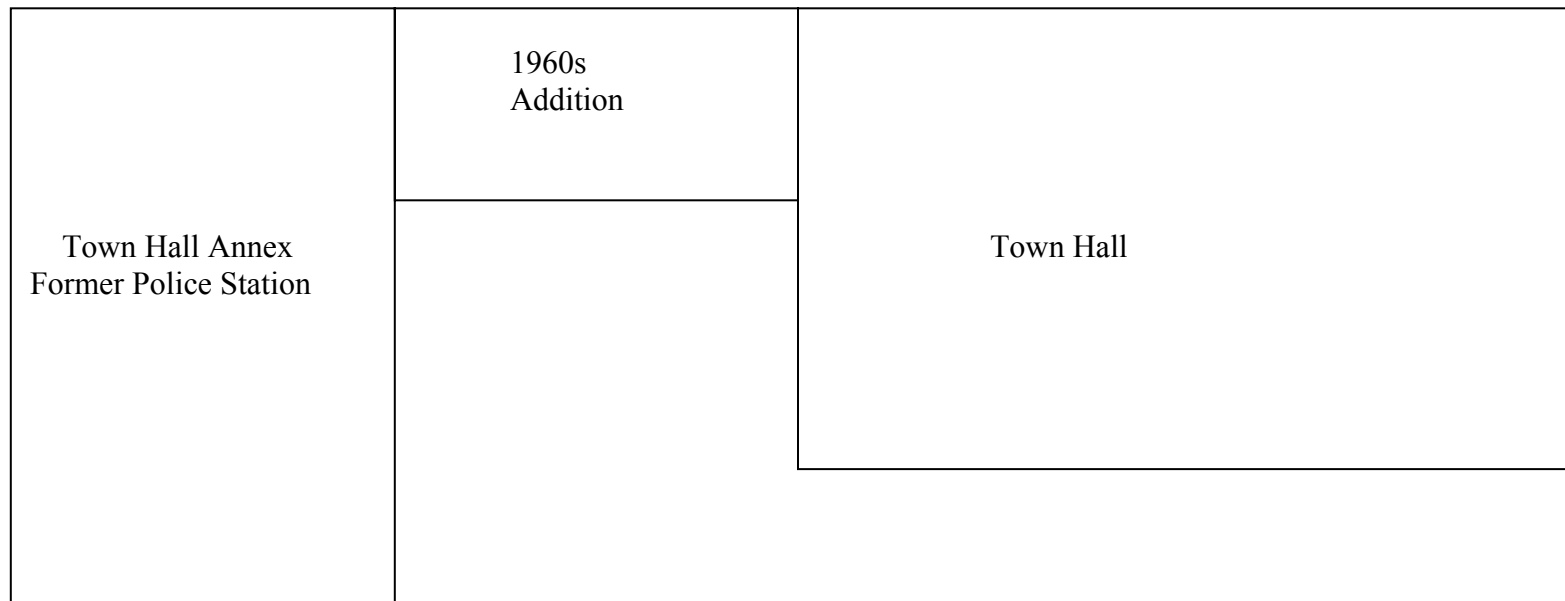 1960s
Addition
Town Hall Annex
Former Police Station
Town Hall